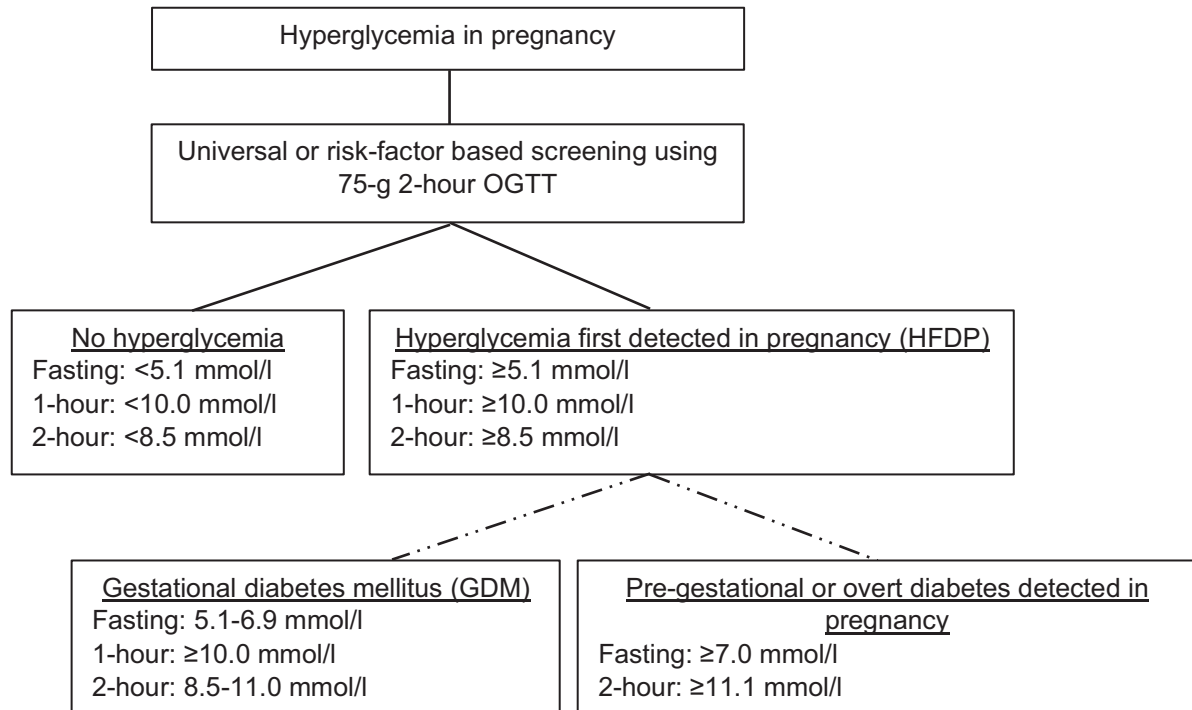 Hyperglycemia in pregnancy
Universal or risk-factor based screening using
75-g 2-hour OGTT
No hyperglycemia
Fasting: <5.1 mmol/l
1-hour: <10.0 mmol/l
2-hour: <8.5 mmol/l
Hyperglycemia first detected in pregnancy (HFDP)
Fasting: ≥5.1 mmol/l
1-hour: ≥10.0 mmol/l
2-hour: ≥8.5 mmol/l
Gestational diabetes mellitus (GDM)
Fasting: 5.1-6.9 mmol/l
1-hour: ≥10.0 mmol/l
2-hour: 8.5-11.0 mmol/l
Pre-gestational or overt diabetes detected in
pregnancy
Fasting: ≥7.0 mmol/l
2-hour: ≥11.1 mmol/l